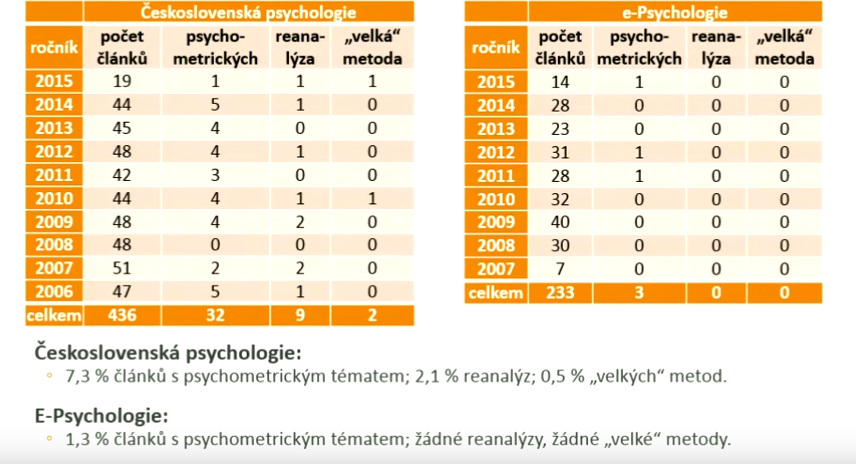 Československá psychologie
ročník počet článků psycho-metrických reana-lýza „velká“ metoda
2015 19 1 1 1
2014 44 5 1 0
2013 45 4 0 0
2012 48 4 1 0
2011 42 3 0 0
2010 44 4 1 1
2009 48 4 2 0
2008 48 0 0 0
2007 51 2 2 0
2006 47 5 1 0
celkem 436 32 9 2
e-Psychologie
ročník počet článků psycho-metrických reana-lýza „velká“ metoda
2015 14 1 0 0
2014 28 0 0 0
2013 23 0 0 0
2012 31 1 0 0
2011 28 1 0 0
2010 32 0 0 0
2009 40 0 0 0
2008 30 0 0 0
2007 7 0 0 0
celkem 233 3 0 0
Československá psychologie:
◦ 7,3 % článků s psychometrickým tématem; 2,1 % reanalýz; 0,5 % „velkých“ metod.
E-Psychologie:
◦ 1,3 % článků s psychometrickým tématem; žádné reanalýzy, žádné „velké“ metody.